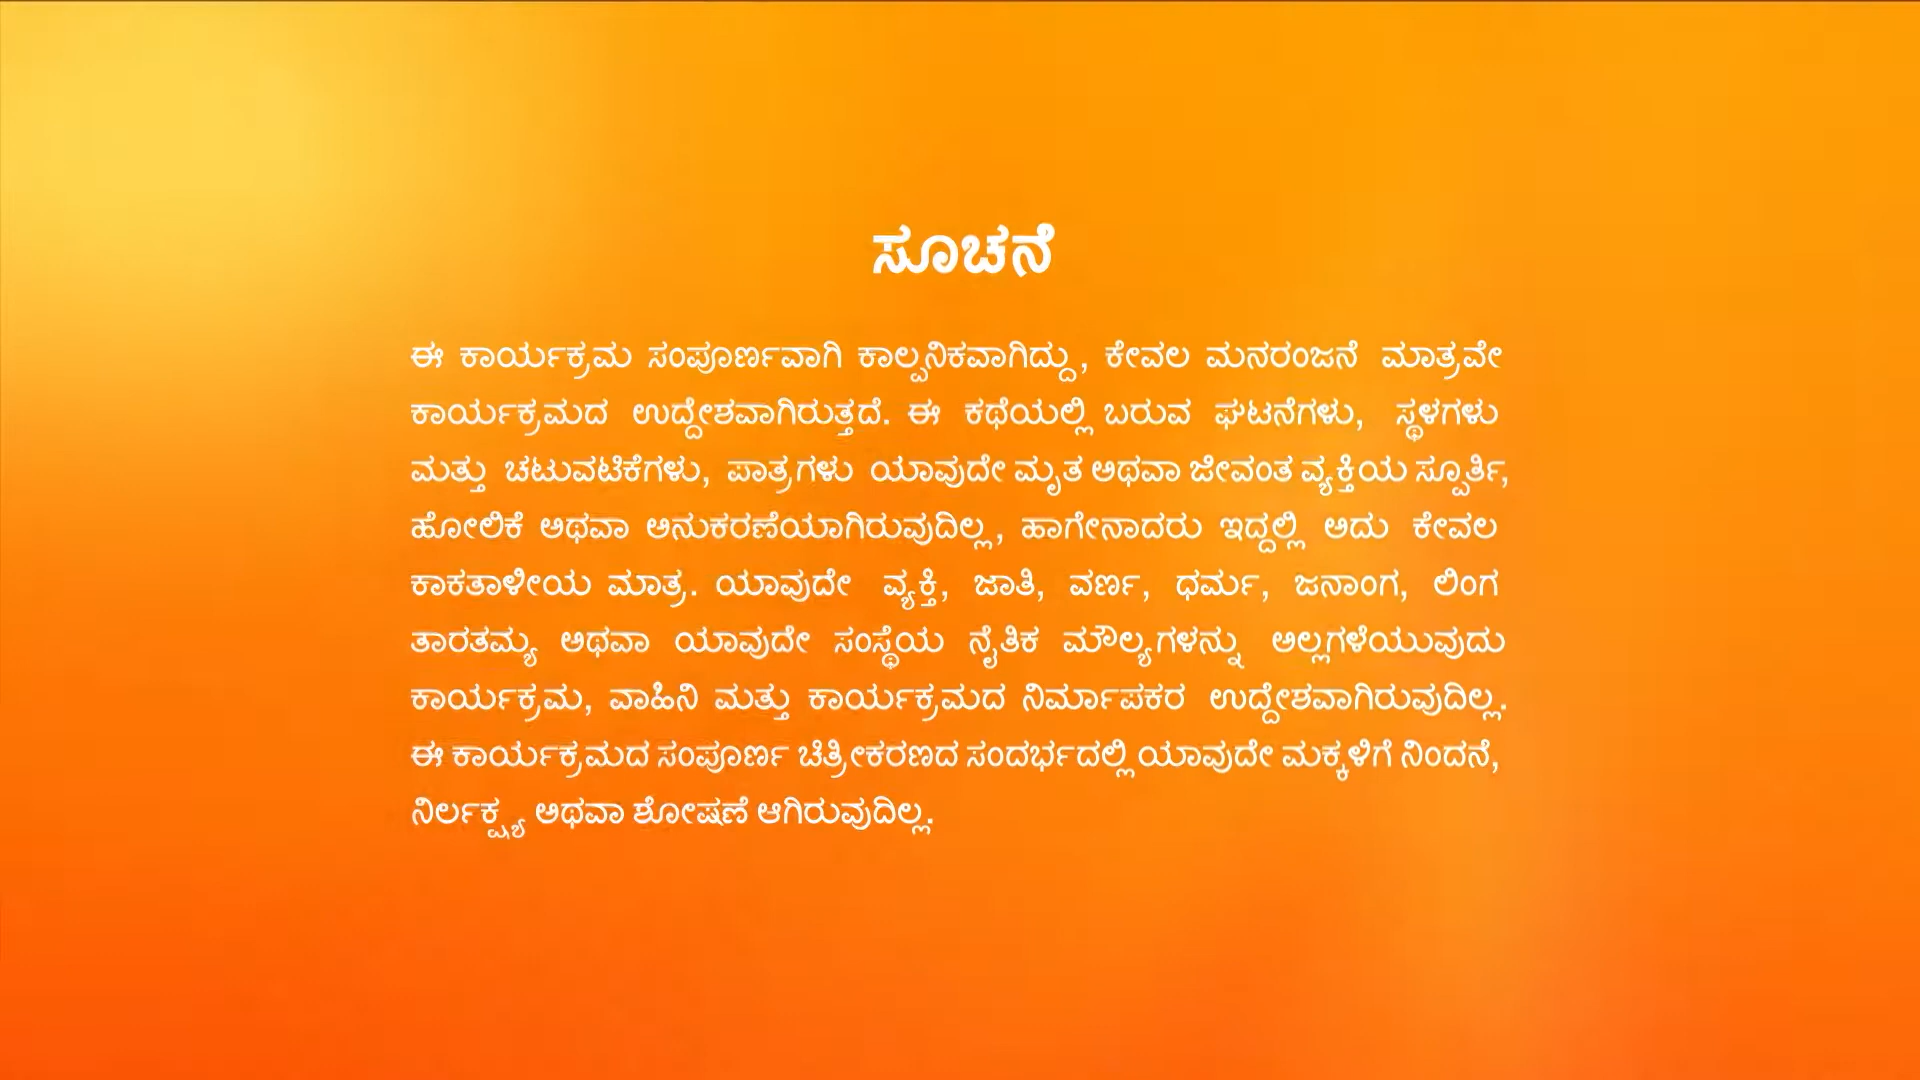 ಸೂಚನೆ
ಈ ಕಾರ್ಯಕ್ರಮ ಸಂಪೂರ್ಣವಾಗಿ ಕಾಲ್ಪನಿಕವಾಗಿದ್ದು, ಕೇವಲ ಮನರಂಜನೆ ಮಾತ್ರವೇ
ಕಾರ್ಯಕ್ರಮದ ಉದ್ದೇಶವಾಗಿರುತ್ತದೆ. ಈ ಕಥೆಯಲ್ಲಿ ಬರುವ ಘಟನೆಗಳು, ಸ್ಥಳಗಳು
ಮತ್ತು ಚಟುವಟಿಕೆಗಳು, ಪಾತ್ರಗಳು ಯಾವುದೇ ಮೃತ ಅಥವಾ ಜೀವಂತ ವ್ಯಕ್ತಿಯ ಸ್ಪೂರ್ತಿ,
ಹೋಲಿಕೆ ಅಥವಾ ಅನುಕರಣೆಯಾಗಿರುವುದಿಲ್ಲ, ಹಾಗೇನಾದರು ಇದ್ದಲ್ಲಿ ಅದು ಕೇವಲ
ಕಾಕತಾಳೀಯ ಮಾತ್ರ. ಯಾವುದೇ ವ್ಯಕ್ತಿ, ಜಾತಿ, ವರ್ಣ, ಧರ್ಮ, ಜನಾಂಗ, ಲಿಂಗ
ತಾರತಮ್ಯ ಅಥವಾ ಯಾವುದೇ ಸಂಸ್ಥೆಯ ನೈತಿಕ ಮೌಲ್ಯಗಳನ್ನು ಅಲ್ಲಗಳೆಯುವುದು
ಕಾರ್ಯಕ್ರಮ, ವಾಹಿನಿ ಮತ್ತು ಕಾರ್ಯಕ್ರಮದ ನಿರ್ಮಾಪಕರ ಉದ್ದೇಶವಾಗಿರುವುದಿಲ್ಲ.
ಈ ಕಾರ್ಯಕ್ರಮದ ಸಂಪೂರ್ಣ ಚಿತ್ರೀಕರಣದ ಸಂದರ್ಭದಲ್ಲಿ ಯಾವುದೇ ಮಕ್ಕಳಿಗೆ ನಿಂದನೆ,
ನಿರ್ಲಕ್ಷ್ಯ ಅಥವಾ ಶೋಷಣೆ ಆಗಿರುವುದಿಲ್ಲ.